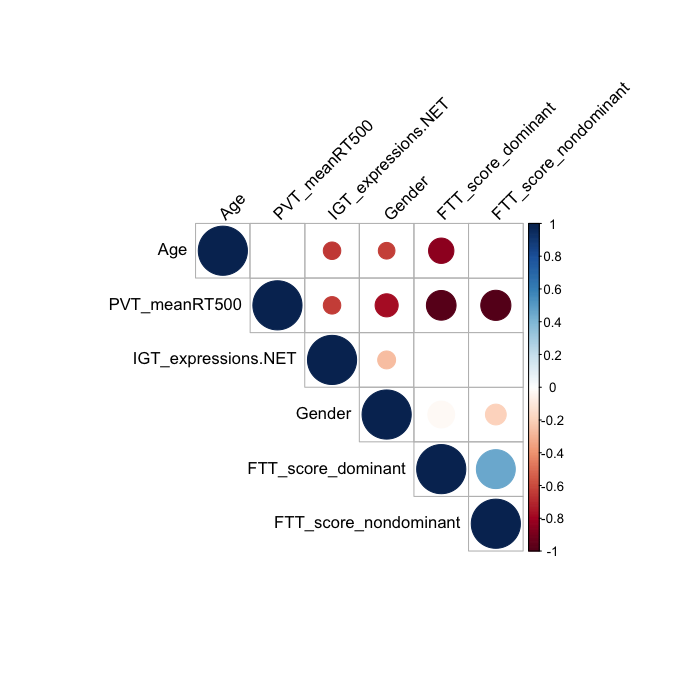 Age
PVT_meanRT500
IGT_expressions.NET
Gender
FTT_score_dominant
FTT_score_nondominant
Age
PVT_meanRT500
IGT_expressions.NET
Gender
FTT_score_dominant
FTT_score_nondominant
1
0.8
0.6
0.4
0.2
0
-0.2
-0.4
-0.6
-0.8
-1